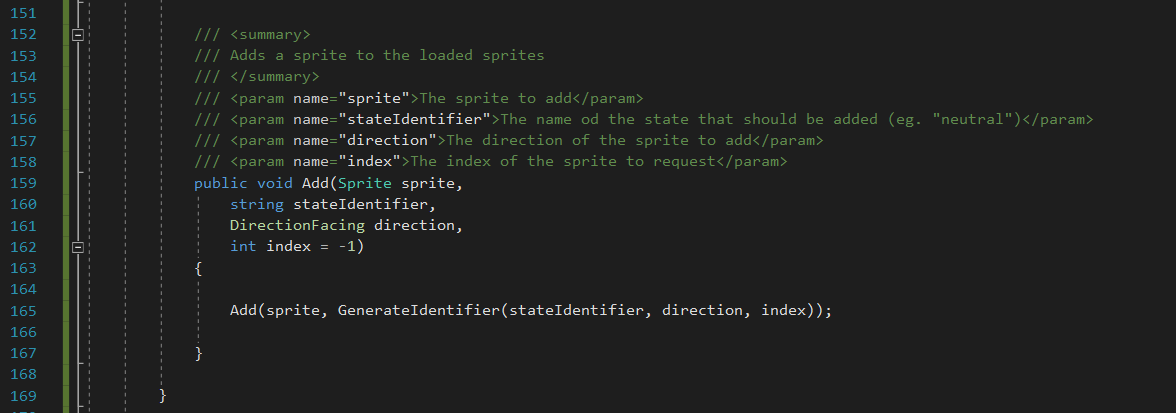 151
152 /// <summary>
153 /// Adds a sprite to the loaded sprites
154 /// </summary>
155 /// <param name="sprite">The sprite to add</param>
156 /// <param name="stateIdentifier">The name od the state that should be added (eg. "neutral")</param>
157 /// <param name="direction">The direction of the sprite to add</param>
158 /// <param name="index">The index of the sprite to request</param>
159 public void Add(Sprite sprite,
160 string stateIdentifier,
161 DirectionFacing direction,
162 int index = -1)
163 {
164
165 Add(sprite, GenerateIdentifier(stateIdentifier, direction, index));
166
167 }
168
169 }